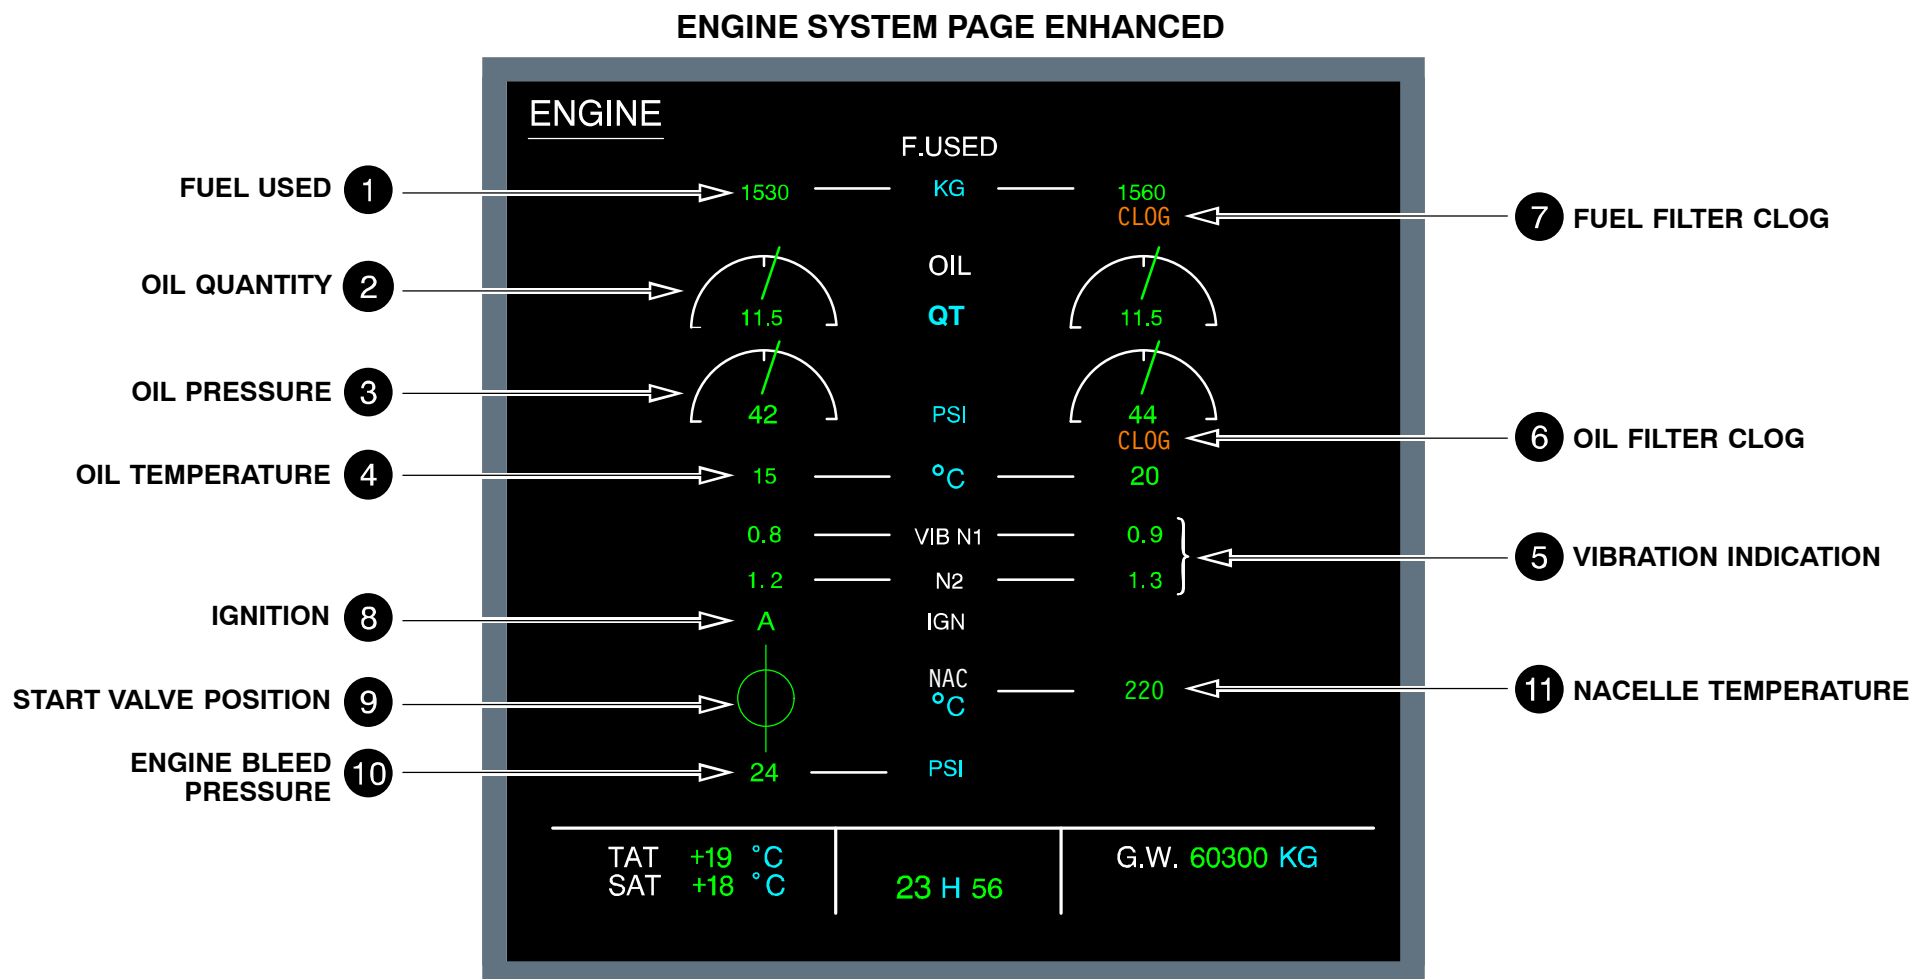 ENGINE SYSTEM PAGE ENHANCED
ENGINE
F.USED
FUEL USED 1 1530 KG 1560
CLOG 7 FUEL FILTER CLOG
OIL QUANTITY 2 OIL
11.5 QT 11.5
OIL PRESSURE 3
42 PSI 44
CLOG 6 OIL FILTER CLOG
OIL TEMPERATURE 4 15 °C 20
0.8 VIB N1 0.9
5 VIBRATION INDICATION
1.2 N2 1.3
IGNITION 8 A IGN
START VALVE POSITION 9 NAC 220 11 NACELLE TEMPERATURE
°C
ENGINE BLEED
PRESSURE 10 24 PSI
TAT +19 °C G.W. 60300 KG
SAT +18 °C 23 H 56